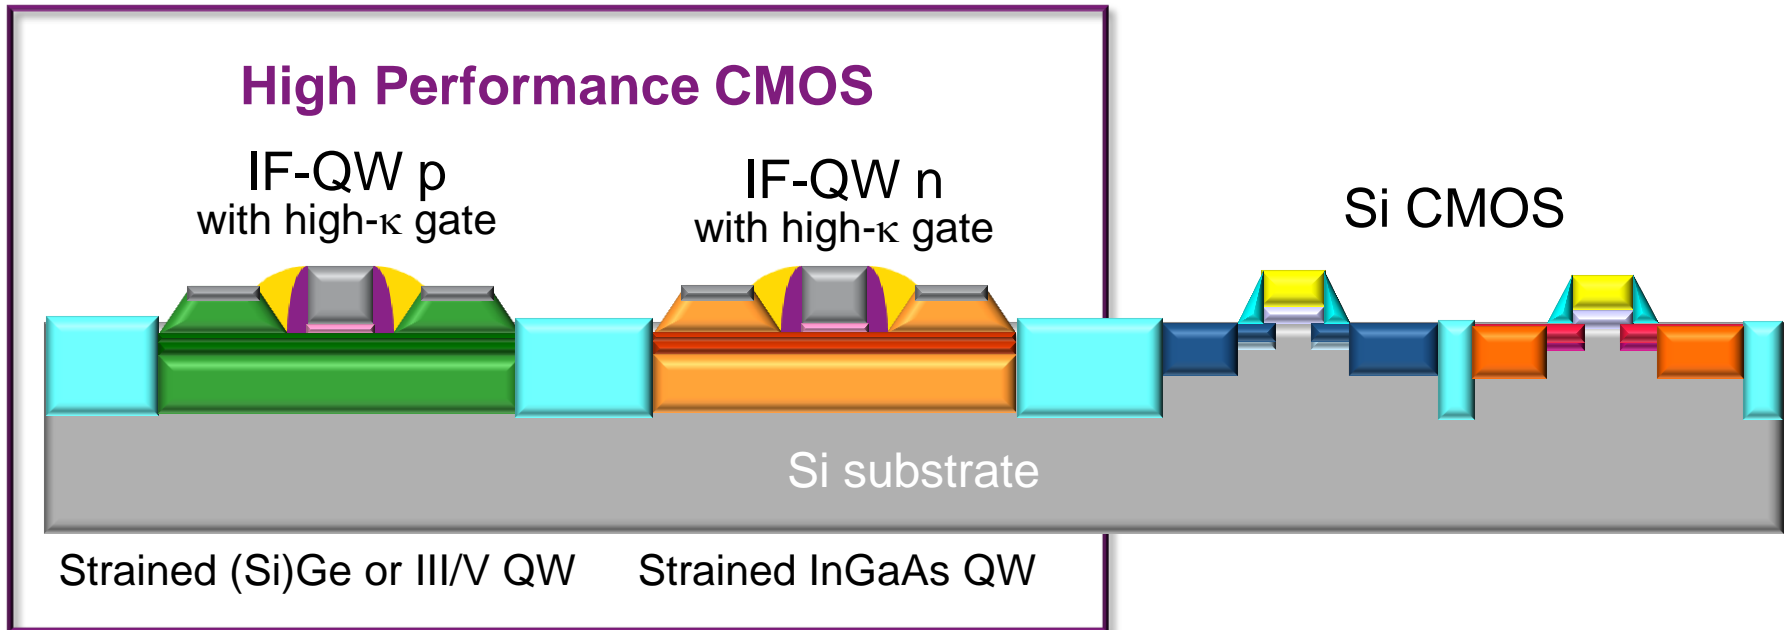 High Performance CMOS
IF-QW p
with high-κ gate
IF-QW n
with high-κ gate
Si CMOS
Si substrate
Strained (Si)Ge or III/V QW
Strained InGaAs QW